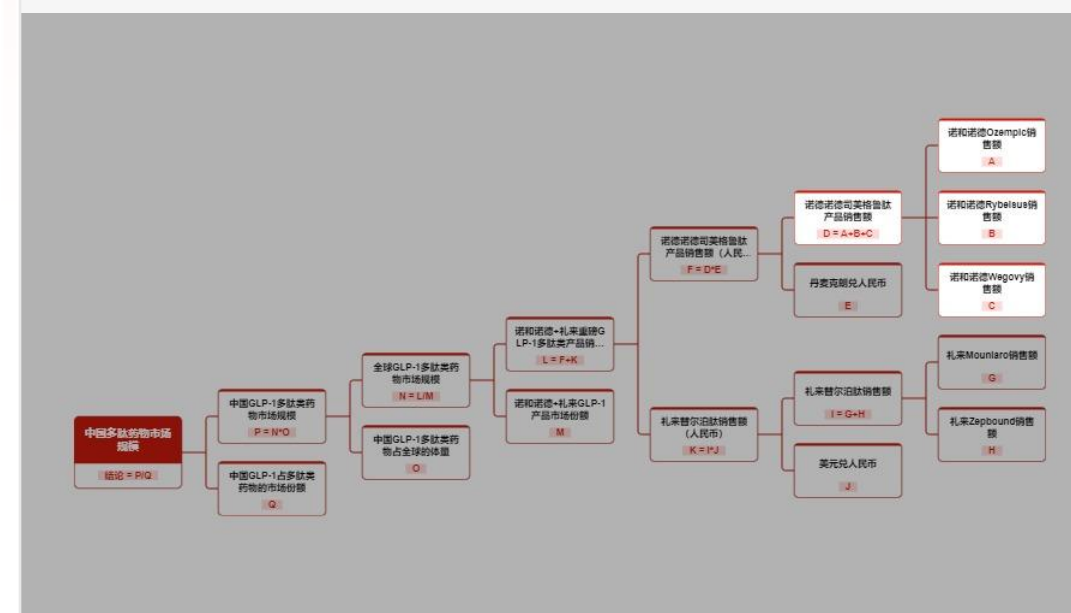 诺和诺德Ozempic销
售额
A
诺德诺德司美格鲁肽
产品销售额
D = A+B+C
诺和诺德Rybelsus销
售额
B
诺德诺德司美格鲁肽
产品销售额（人民...
F = D*E
丹麦克朗兑人民币
E
诺和诺德Wegovy销
售额
C
诺和诺德+礼来重磅G
LP-1多肽类产品销...
L = F+K
礼来Mounjaro销售额
G
全球GLP-1多肽类药
物市场规模
N = L/M
礼来替尔泊肽销售额
I = G+H
中国GLP-1多肽类药
物市场规模
P = N*O
诺和诺德+礼来GLP-1
产品市场份额
M
礼来替尔泊肽销售额
（人民币）
K = I*J
礼来Zepbound销售
额
H
中国多肽药物市场
规模
结论 = P/Q
中国GLP-1多肽类药
物占全球的体量
O
美元兑人民币
J
中国GLP-1占多肽类
药物的市场份额
Q